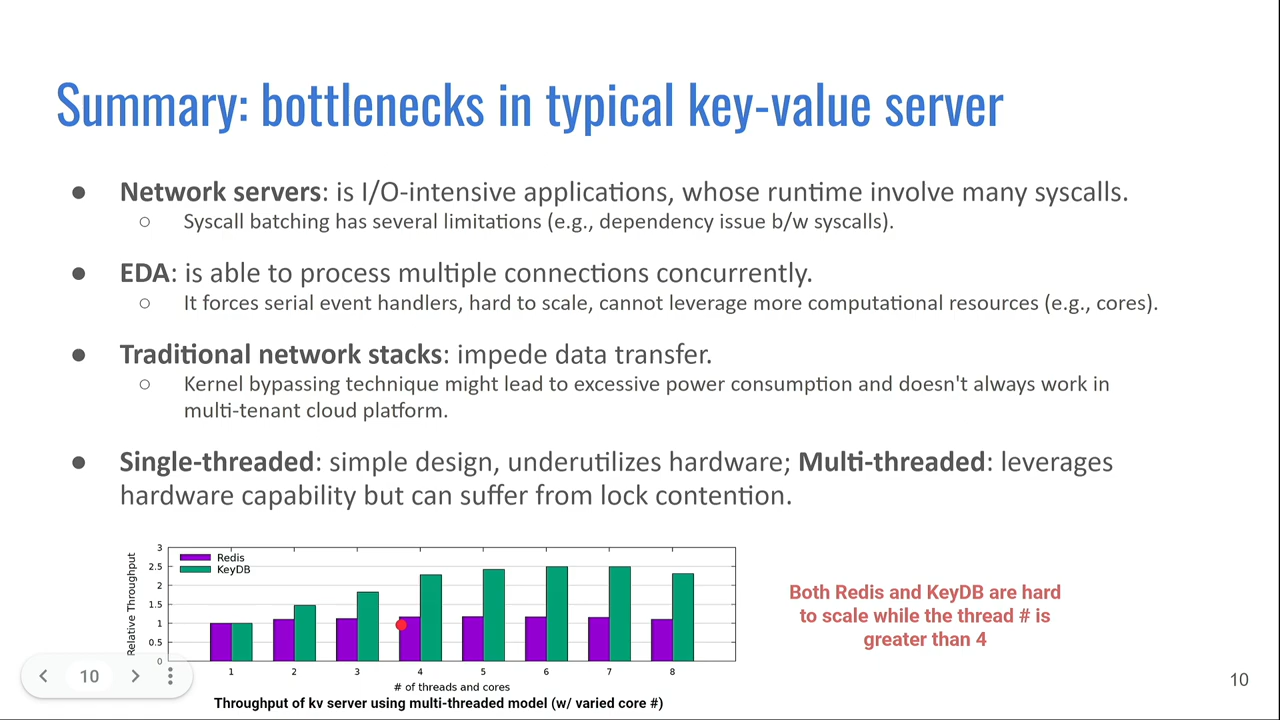 Summary: bottlenecks in typical key-value server
● Network servers: is I/O-intensive applications, whose runtime involve many syscalls.
○ Syscall batching has several limitations (e.g., dependency issue b/w syscalls).
● EDA: is able to process multiple connections concurrently.
○ It forces serial event handlers, hard to scale, cannot leverage more computational resources (e.g., cores).
● Traditional network stacks: impede data transfer.
○ Kernel bypassing technique might lead to excessive power consumption and doesn't always work in
multi-tenant cloud platform.
● Single-threaded: simple design, underutilizes hardware; Multi-threaded: leverages
hardware capability but can suffer from lock contention.
Relative Throughput
3
2.5
2
1.5
1
0.5
0
Redis
KeyDB
1 2 3 4 5 6 7 8
# of threads and cores
Throughput of kv server using multi-threaded model (w/ varied core #)
Both Redis and KeyDB are hard
to scale while the thread # is
greater than 4
10
10